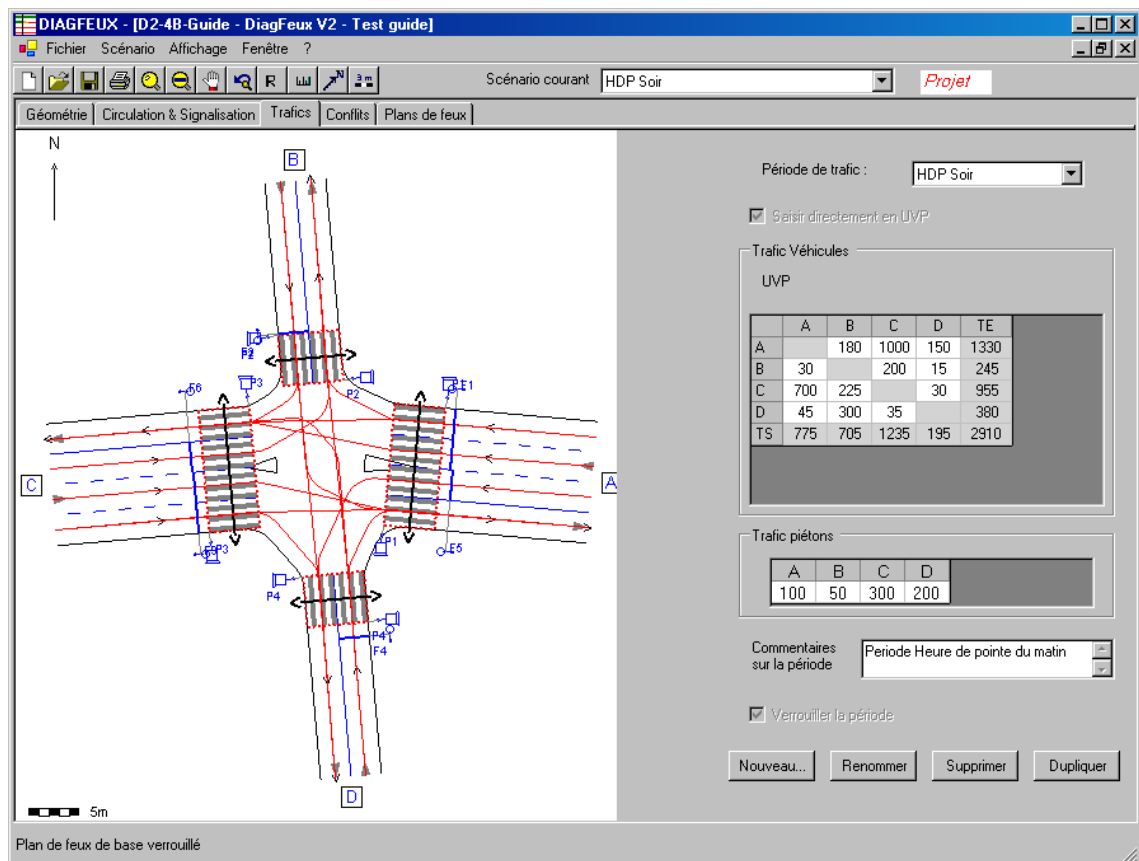 DIAGFEUX - [D2-4B-Guide - DiagFeux V2 - Test guide]
Fichier Scénario Affichage Fenêtre ?
R N 3m Scénario courant HDP Soir Projet
Géométrie Circulation & Signalisation Trafics Conflits Plans de feux
N
B
F6
P3
P2
F1
C
A
P3
P1
F5
P4
P4
F4
D
5m
Période de trafic : HDP Soir
Saisir directement en UVP
Trafic Véhicules
UVP
A B C D TE
A 180 1000 150 1330
B 30 200 15 245
C 700 225 30 955
D 45 300 35 380
TS 775 705 1235 195 2910
Trafic piétons
A B C D
100 50 300 200
Commentaires
sur la période
Periode Heure de pointe du matin
Verrouiller la période
Nouveau... Renommer Supprimer Dupliquer
Plan de feux de base verrouillé